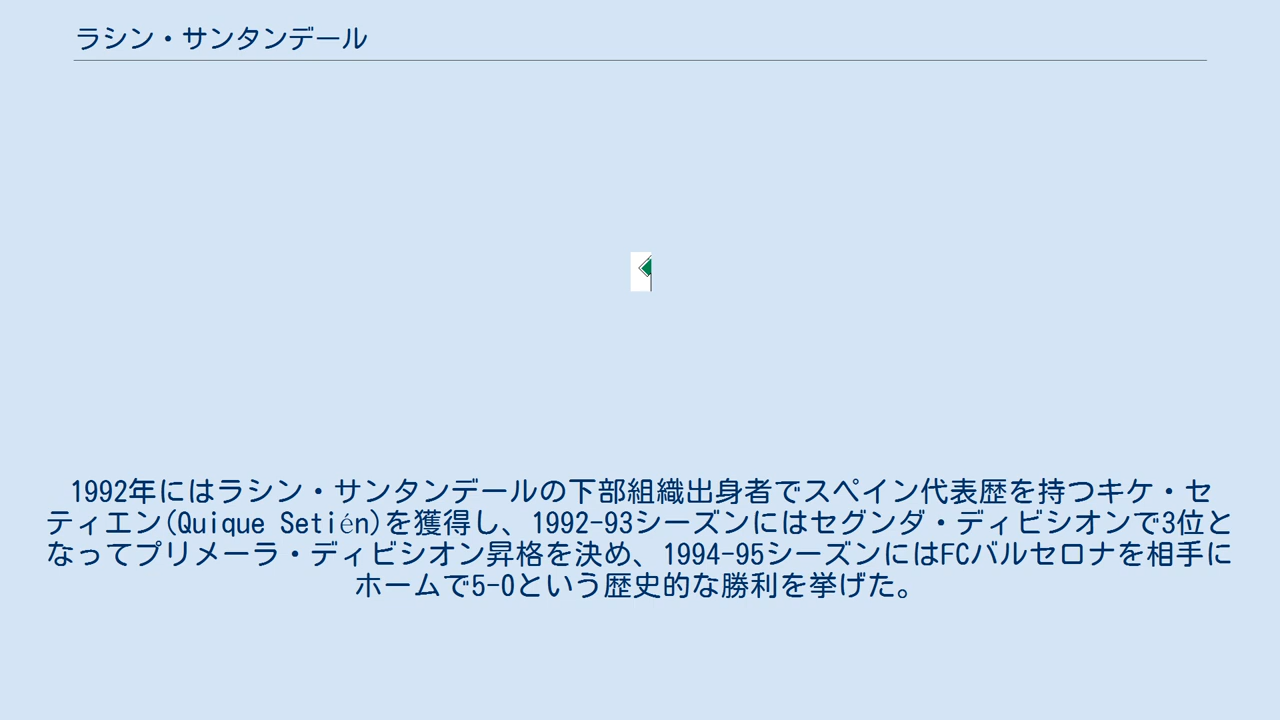 ラシン・サンタンデール
1992年にはラシン・サンタンデールの下部組織出身者でスペイン代表歴を持つキケ・セ
ティエン(Quique Setién)を獲得し、1992-93シーズンにはセグンダ・ディビシオンで3位と
なってプリメーラ・ディビシオン昇格を決め、1994-95シーズンにはFCバルセロナを相手に
ホームで5-0という歴史的な勝利を挙げた。